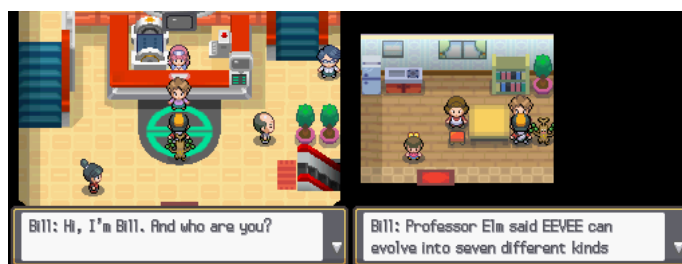 Bill: Hi, I'm Bill. And who are you?
Bill: Professor Elm said EEVEE can
evolve into seven different kinds